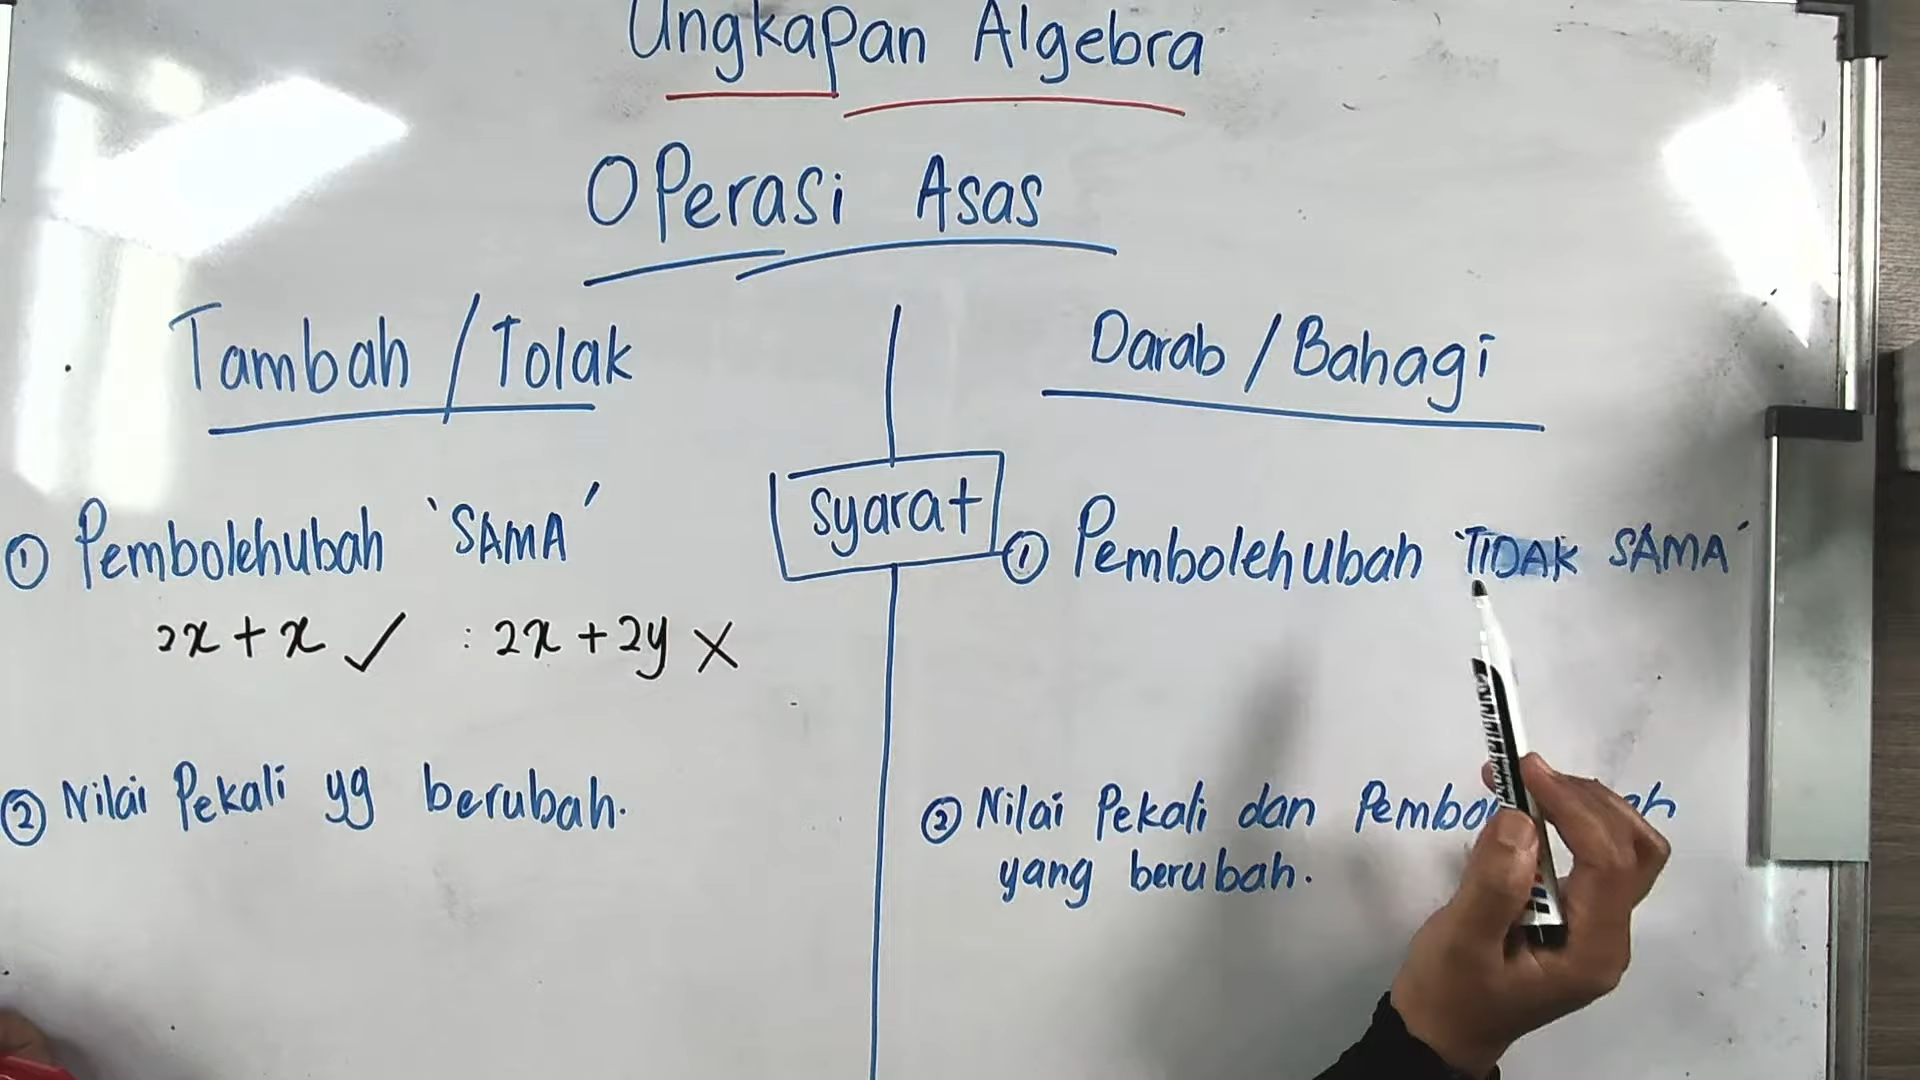 Ungkapan Algebra
Operasi Asas
Tambah / Tolak
Darab / Bahagi
Syarat
① Pembolehubah 'SAMA'
2x + x ✓ : 2x + 2y ✗
② Nilai Pekali yg berubah.
① Pembolehubah 'TIDAK SAMA'
② Nilai Pekali dan
yang berubah.